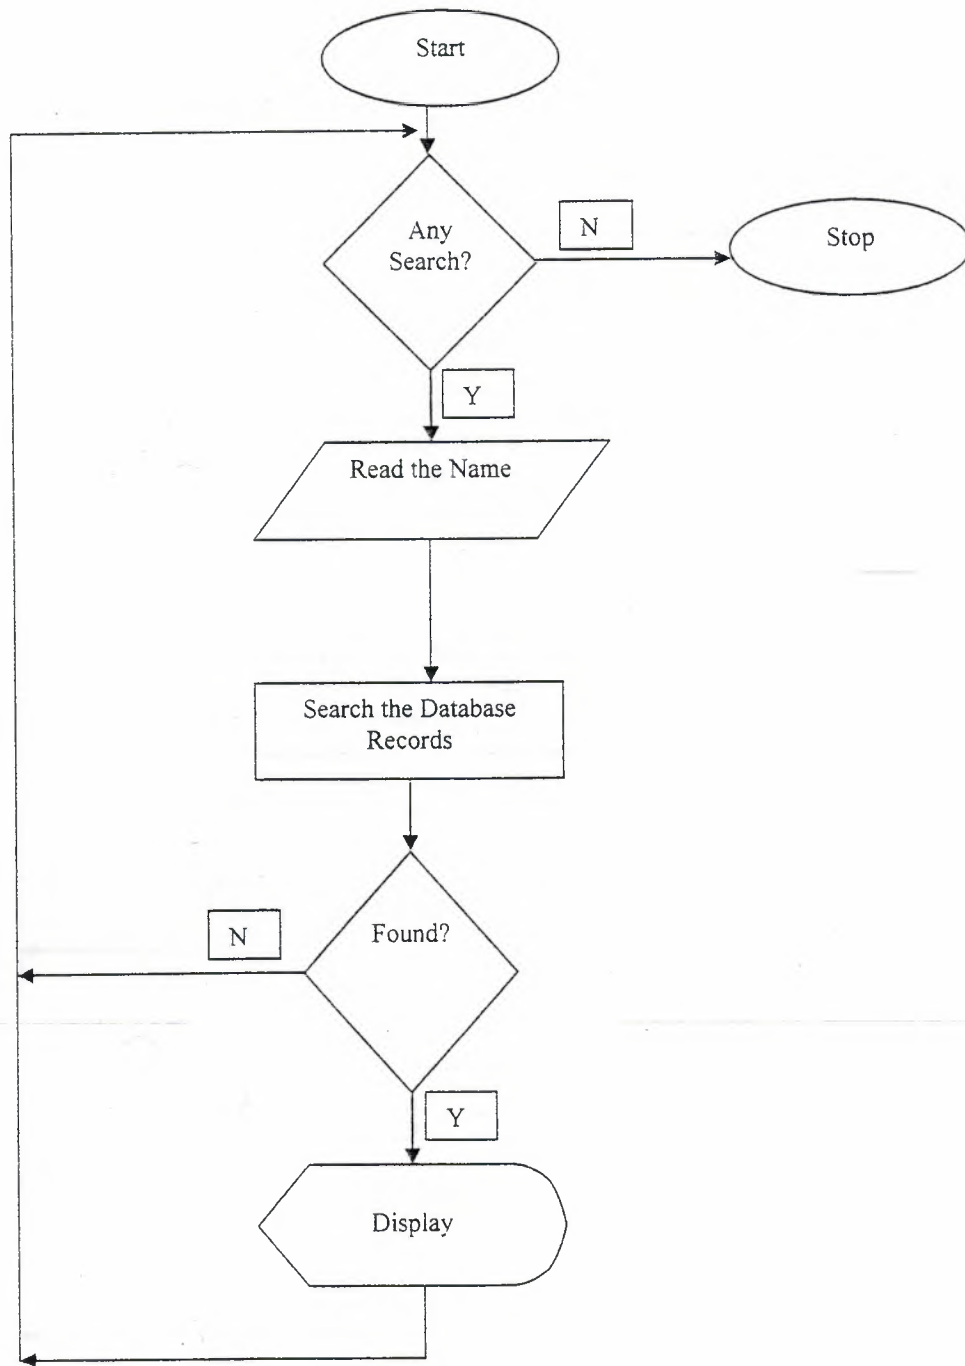 Start
Any
Search?
N
Stop
Y
Read the Name
Search the Database
Records
Found?
N
Y
Display